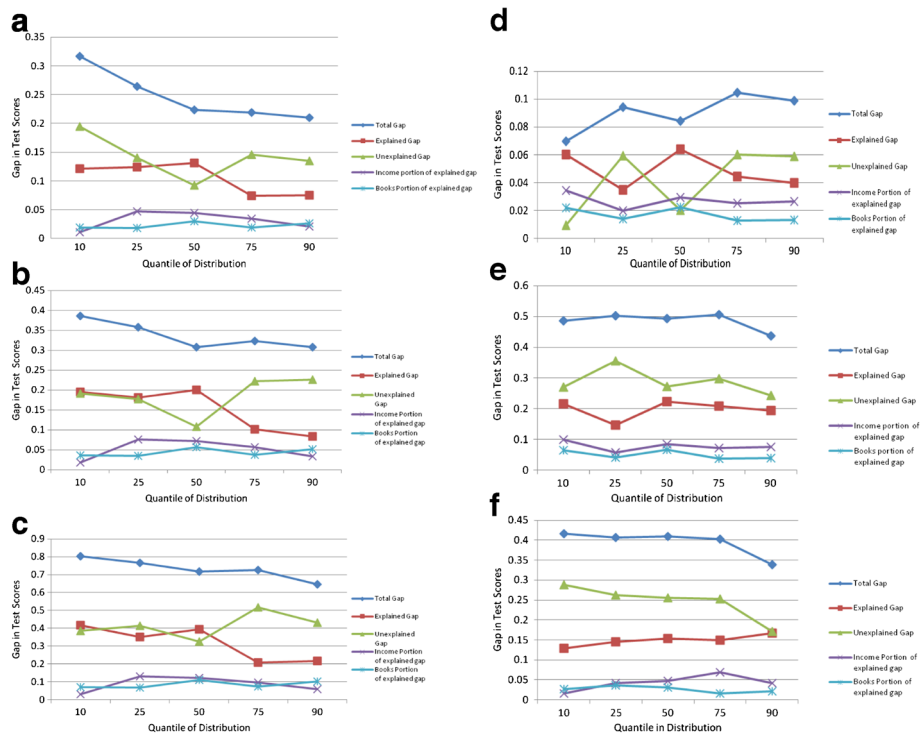 a
0.35
0.3
0.25
0.2
0.15
0.1
0.05
0
Gap in Test Scores
10 25 50 75 90
Quantile of Distribution
Total Gap
Explained Gap
Unexplained Gap
Income Portion of explained gap
Books Portion of explained gap
b
0.45
0.4
0.35
0.3
0.25
0.2
0.15
0.1
0.05
0
Gap in Test Scores
10 25 50 75 90
Quantile of Distribution
Total Gap
Explained Gap
Unexplained
Gap
Income Portion
of explained gap
Books Portion
of explained gap
c
0.9
0.8
0.7
0.6
0.5
0.4
0.3
0.2
0.1
0
Gap in Test Scores
10 25 50 75 90
Quantile of Distribution
Total Gap
Explained Gap
Unexplained
Gap
Income Portion
of explained gap
Books Portion
of explained gap
d
0.12
0.1
0.08
0.06
0.04
0.02
0
Gap in Test Scores
10 25 50 75 90
Quantile of Distribution
Total Gap
Explained Gap
Unexplained Gap
Income Portion of
exaplained gap
Books Portion of
explained gap
e
0.6
0.5
0.4
0.3
0.2
0.1
0
Gap in Test Scores
10 25 50 75 90
Quantile of Distribution
Total Gap
Explained Gap
Unexplained Gap
Income portion of
explained gap
Books portion of
explained gap
f
0.45
0.4
0.35
0.3
0.25
0.2
0.15
0.1
0.05
0
Gap in Test Scores
10 25 50 75 90
Quantile in Distribution
Total Gap
Explained Gap
Unexplained Gap
Income Portion of
explained gap
Books Portion of
explained gap